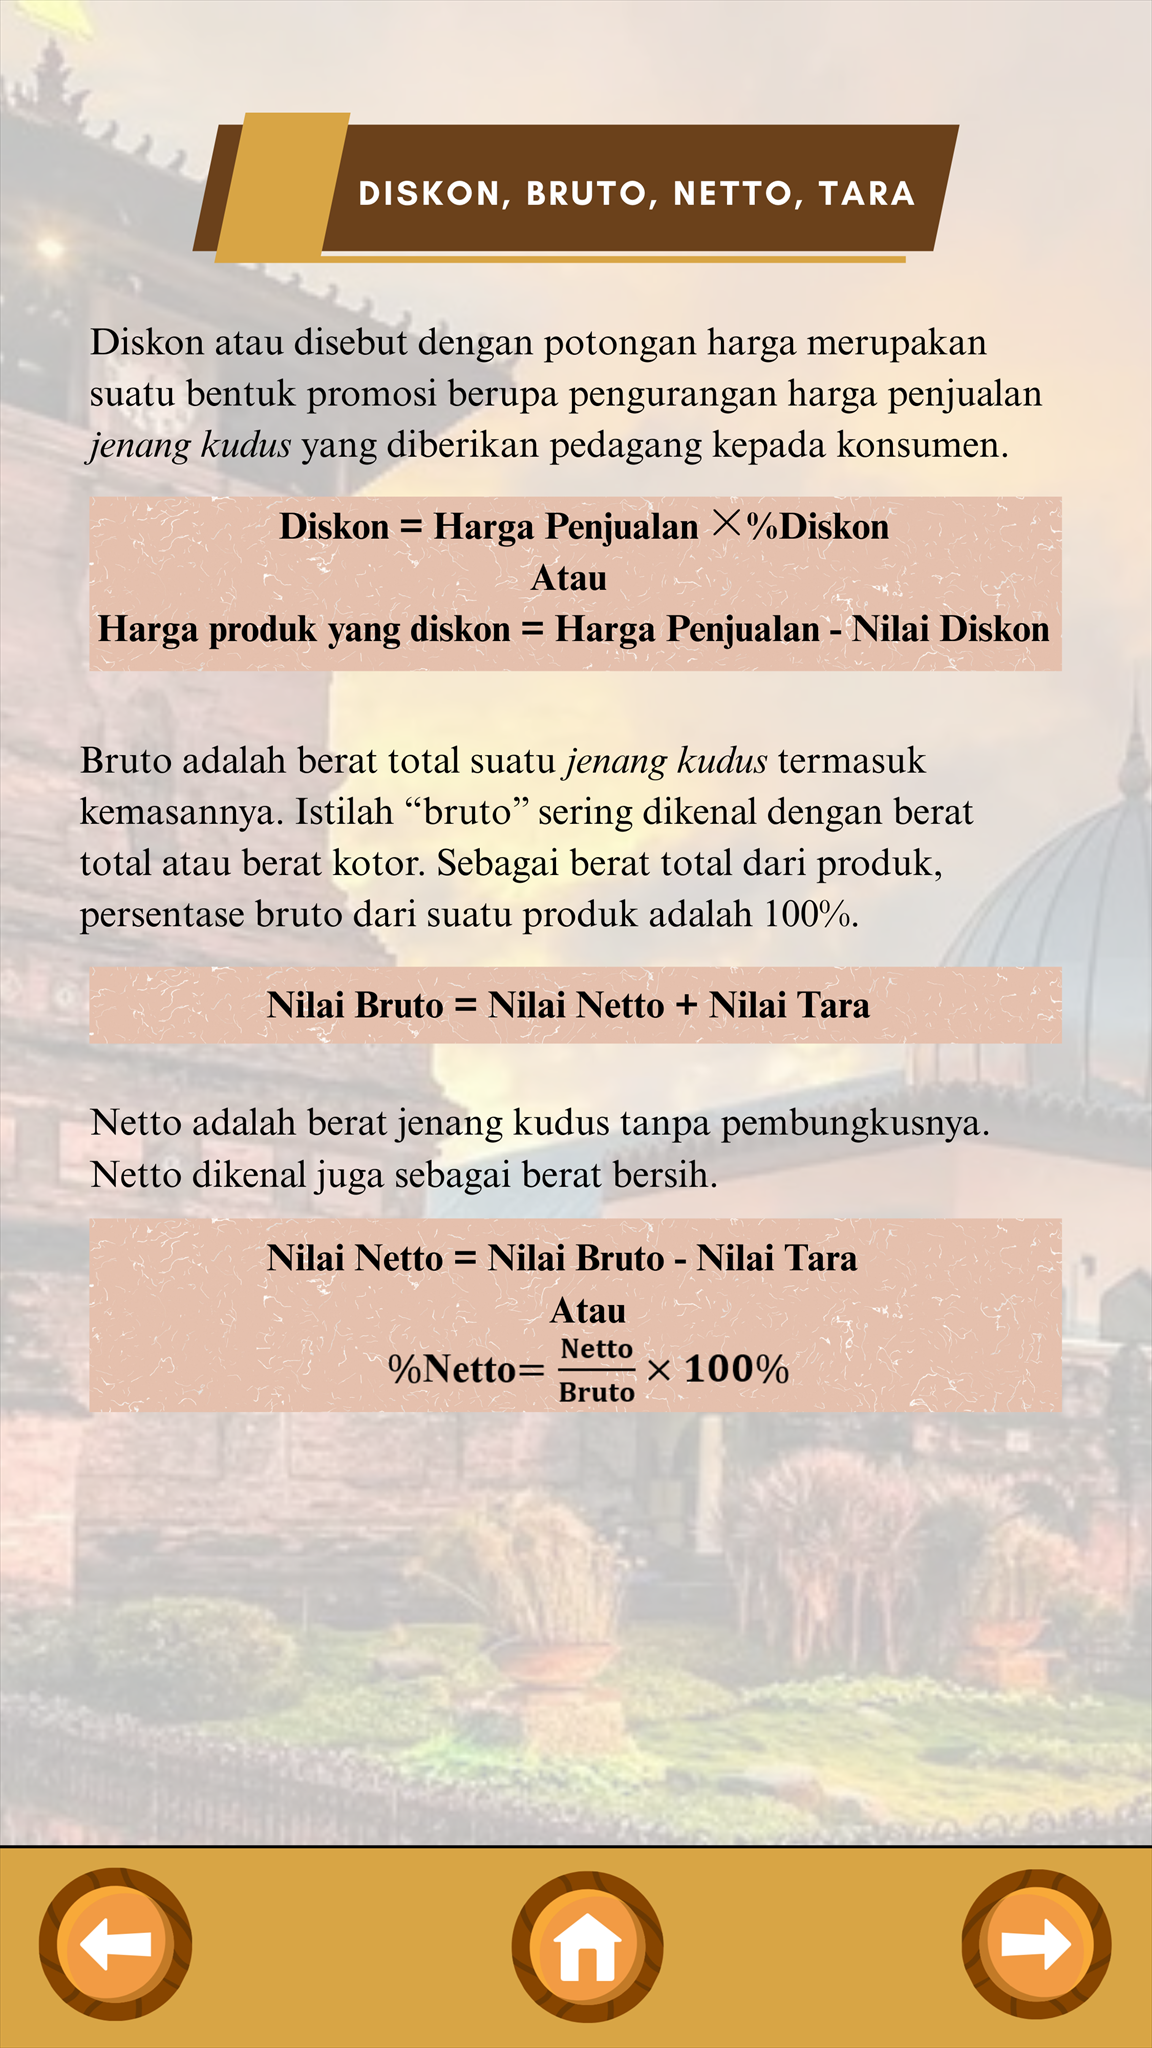 DISKON, BRUTO, NETTO, TARA
Diskon atau disebut dengan potongan harga merupakan
suatu bentuk promosi berupa pengurangan harga penjualan
jenang kudus yang diberikan pedagang kepada konsumen.
Diskon = Harga Penjualan ×%Diskon
Atau
Harga produk yang diskon = Harga Penjualan - Nilai Diskon
Bruto adalah berat total suatu jenang kudus termasuk
kemasannya. Istilah “bruto” sering dikenal dengan berat
total atau berat kotor. Sebagai berat total dari produk,
persentase bruto dari suatu produk adalah 100%.
Nilai Bruto = Nilai Netto + Nilai Tara
Netto adalah berat jenang kudus tanpa pembungkusnya.
Netto dikenal juga sebagai berat bersih.
Nilai Netto = Nilai Bruto - Nilai Tara
Atau
%Netto= Netto/Bruto × 100%